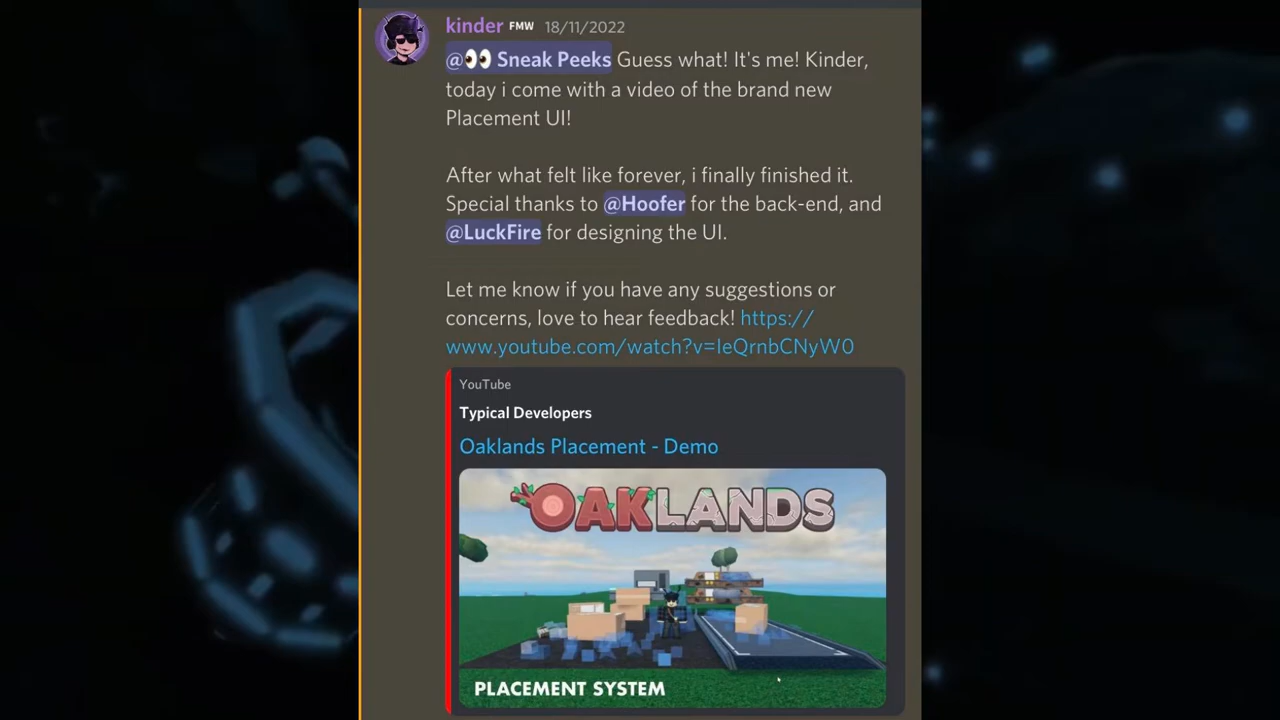 kinder FMW 18/11/2022
@👀 Sneak Peeks Guess what! It's me! Kinder,
today i come with a video of the brand new
Placement UI!
After what felt like forever, i finally finished it.
Special thanks to @Hoofer for the back-end, and
@LuckFire for designing the UI.
Let me know if you have any suggestions or
concerns, love to hear feedback! https://
www.youtube.com/watch?v=IeQrnbCNyW0
YouTube
Typical Developers
Oaklands Placement - Demo
OAKLANDS
PLACEMENT SYSTEM